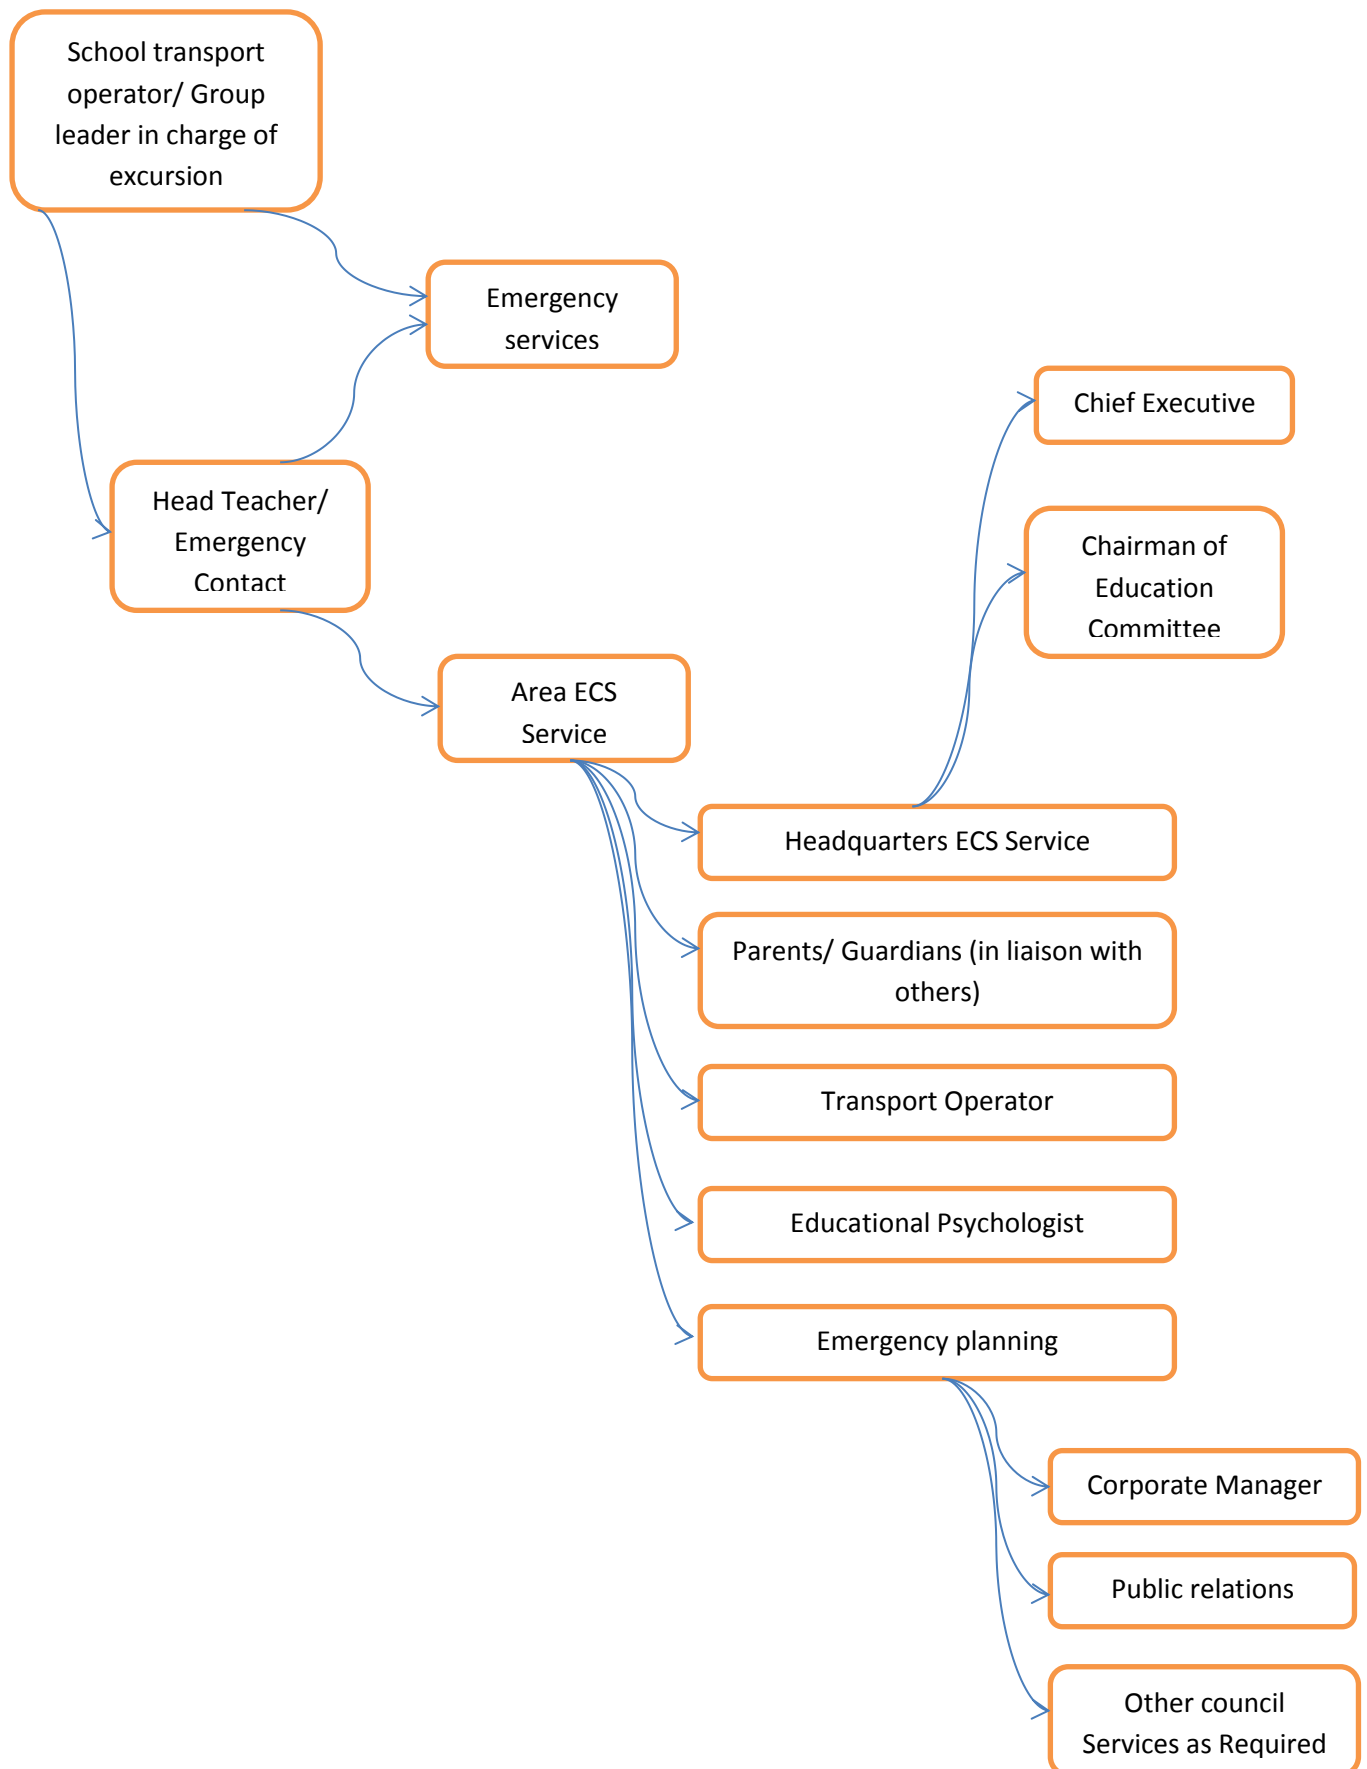 School transport
operator/ Group
leader in charge of
excursion
Emergency
services
Chief Executive
Head Teacher/
Emergency
Contact
Chairman of
Education
Committee
Area ECS
Service
Headquarters ECS Service
Parents/ Guardians (in liaison with
others)
Transport Operator
Educational Psychologist
Emergency planning
Corporate Manager
Public relations
Other council
Services as Required